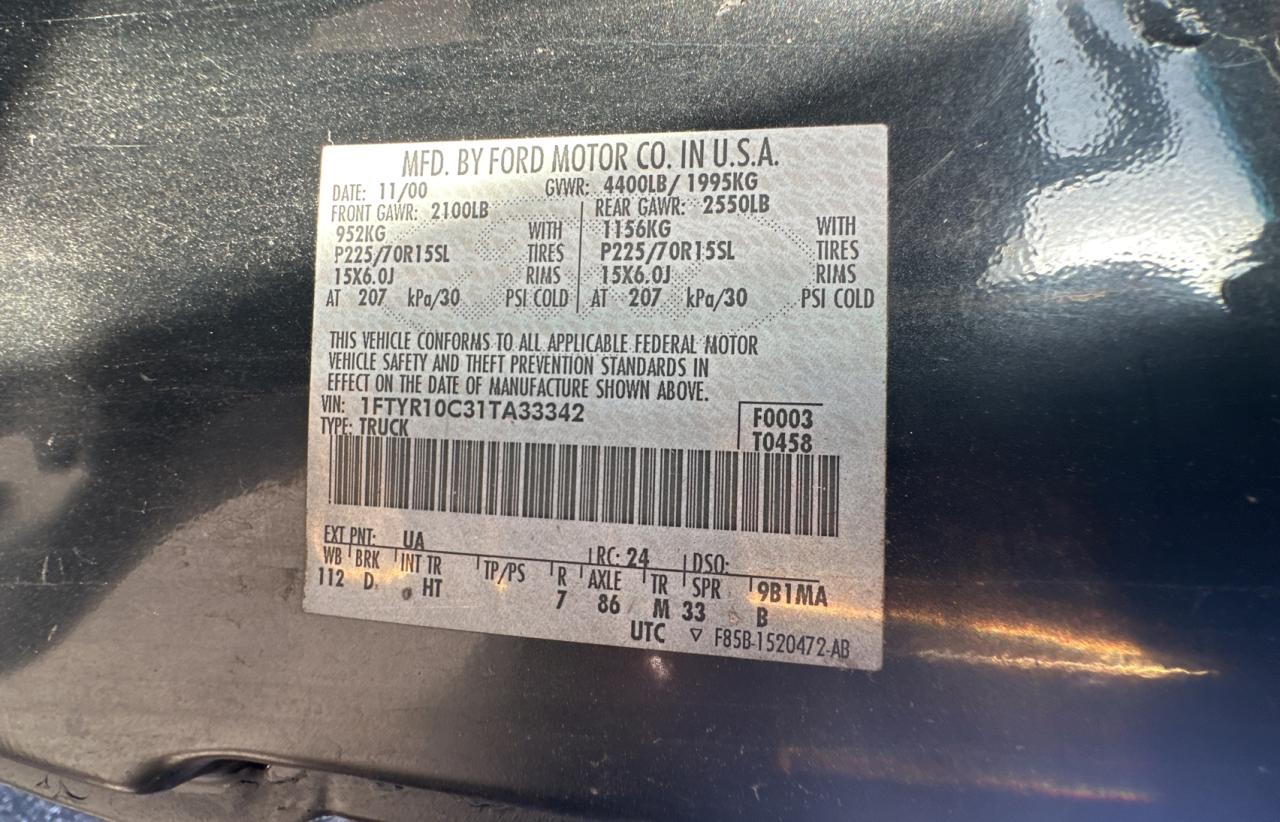 MFD. BY FORD MOTOR CO. IN U.S.A.
DATE: 11/00 GVWR: 4400LB/ 1995KG
FRONT GAWR: 2100LB REAR GAWR: 2550LB
952KG WITH 1156KG WITH
P225/70R15SL TIRES P225/70R15SL TIRES
15X6.0J RIMS 15X6.0J RIMS
AT 207 kPa/30 PSI COLD AT 207 kPa/30 PSI COLD
THIS VEHICLE CONFORMS TO ALL APPLICABLE FEDERAL MOTOR
VEHICLE SAFETY AND THEFT PREVENTION STANDARDS IN
EFFECT ON THE DATE OF MANUFACTURE SHOWN ABOVE.
VIN: 1FTYR10C31TA33342 F0003
TYPE: TRUCK T0458
EXT PNT: UA RC: 24 DSO:
WB BRK INT TR TP/PS R AXLE TR SPR 9B1MA
112 D HT 7 86 M 33 B
UTC ▽ F85B-1520472-AB